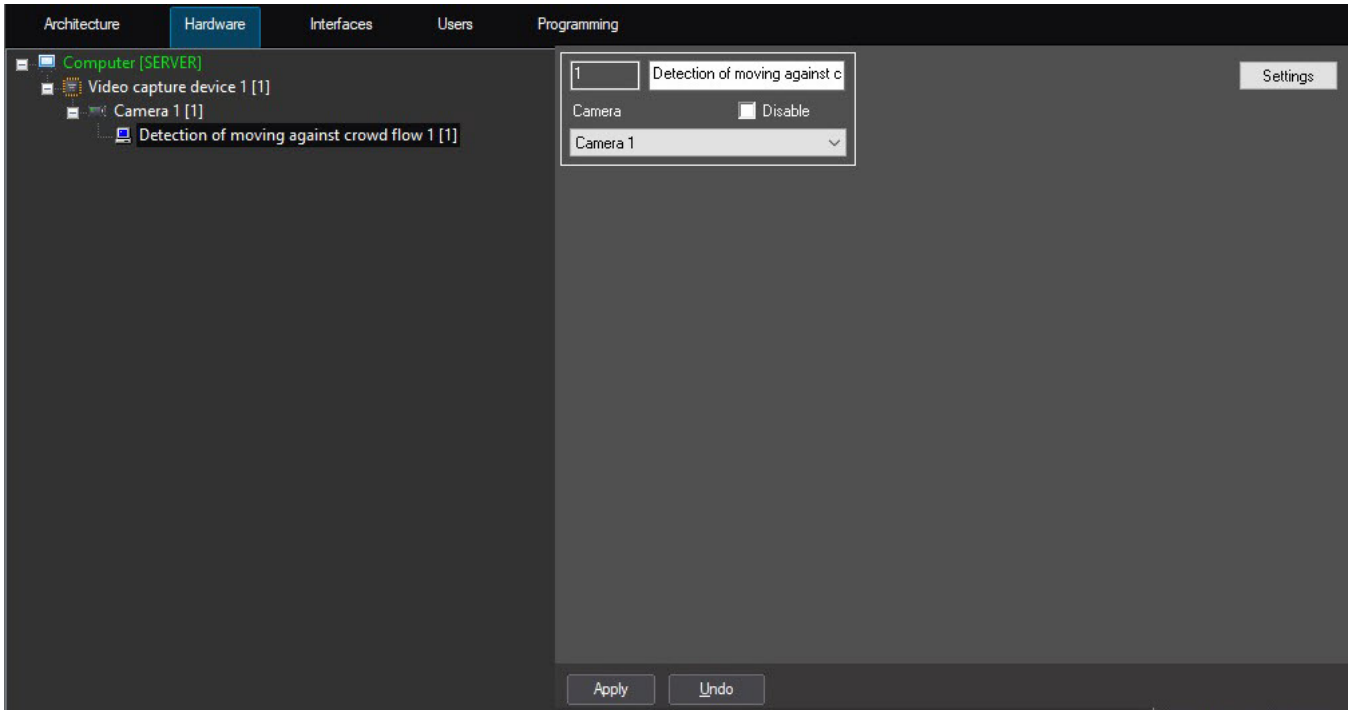 Architecture Hardware Interfaces Users Programming
Computer [SERVER]
Video capture device 1 [1]
Camera 1 [1]
Detection of moving against crowd flow 1 [1]
1 Detection of moving against c
Settings
Camera Disable
Camera 1
Apply Undo